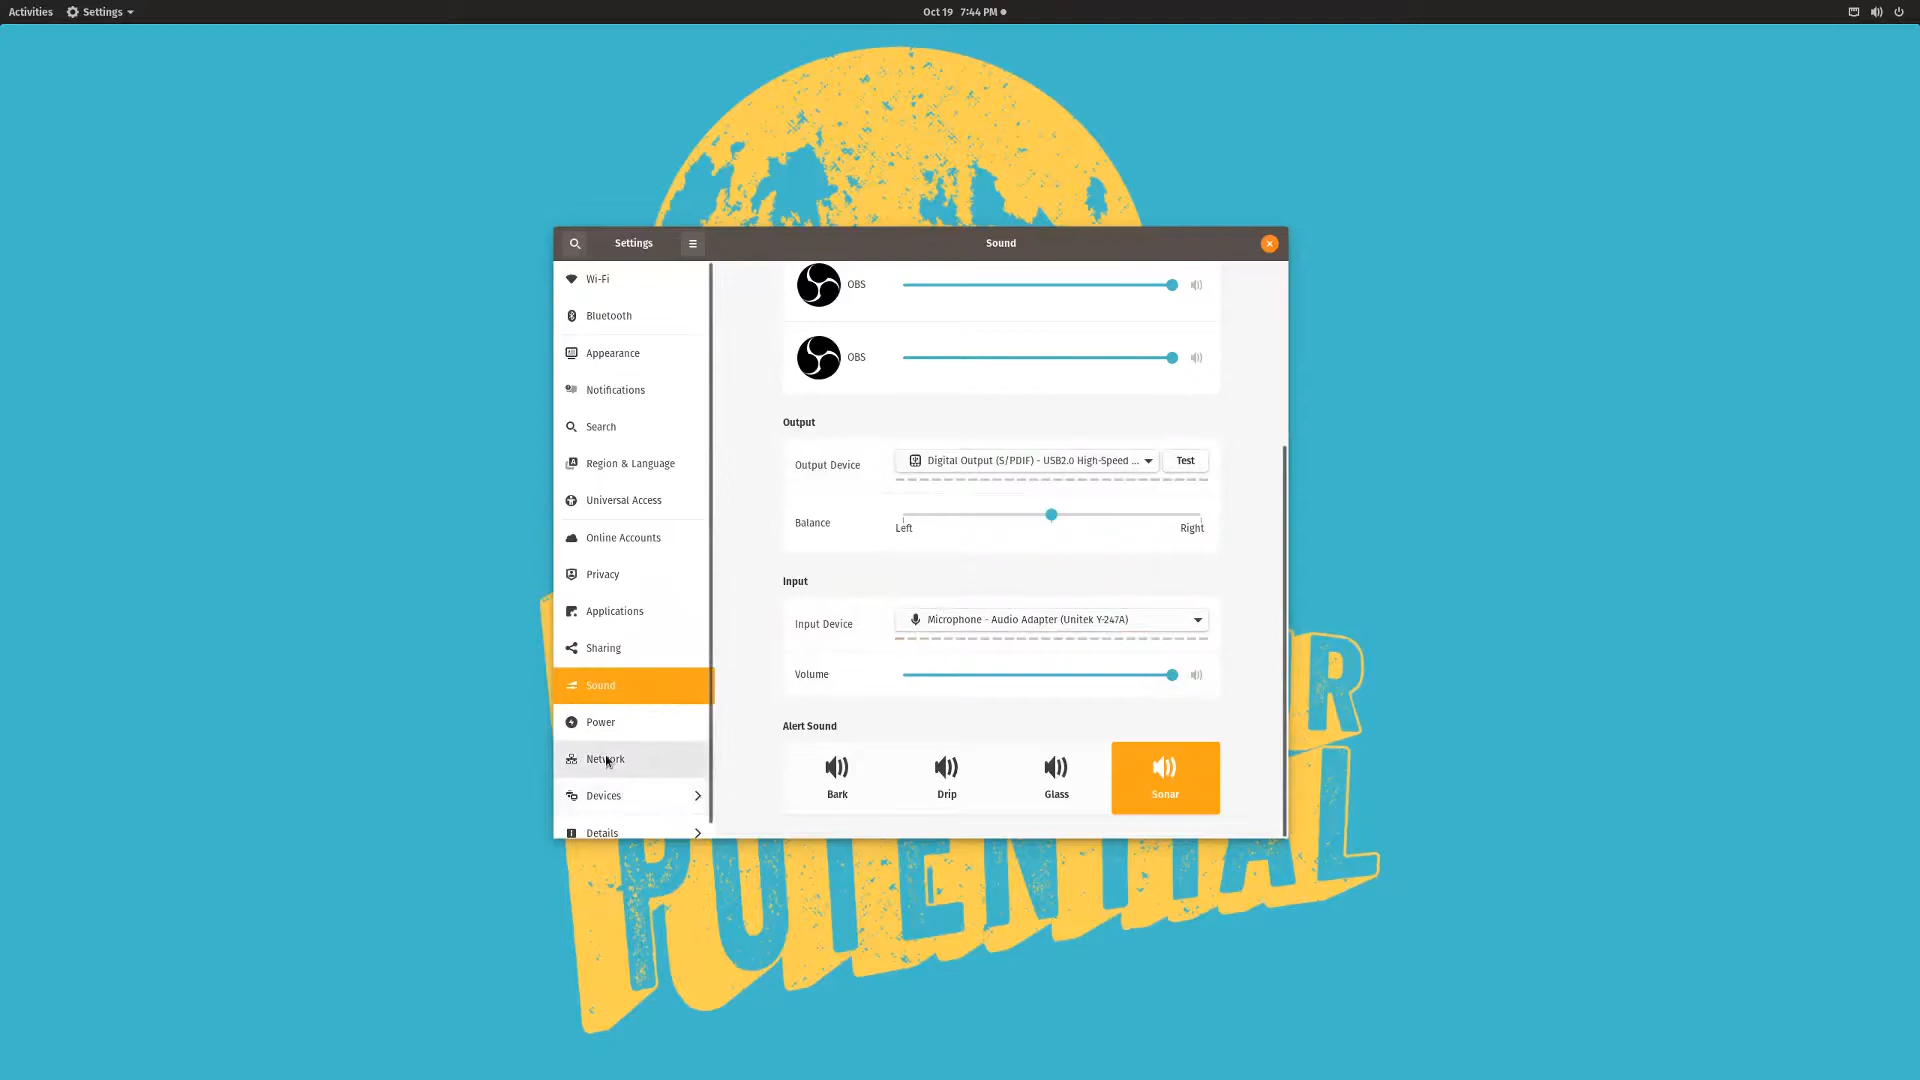 Activities Settings Oct 19 7:44 PM
Settings Sound
Wi-Fi
Bluetooth
Appearance
Notifications
Search
Region & Language
Universal Access
Online Accounts
Privacy
Applications
Sharing
Sound
Power
Network
Devices
Details
OBS
OBS
Output
Output Device Digital Output (S/PDIF) - USB2.0 High-Speed ... Test
Balance
Left Right
Input
Input Device Microphone - Audio Adapter (Unitek Y-247A)
Volume
Alert Sound
Bark Drip Glass Sonar
POTENTIAL